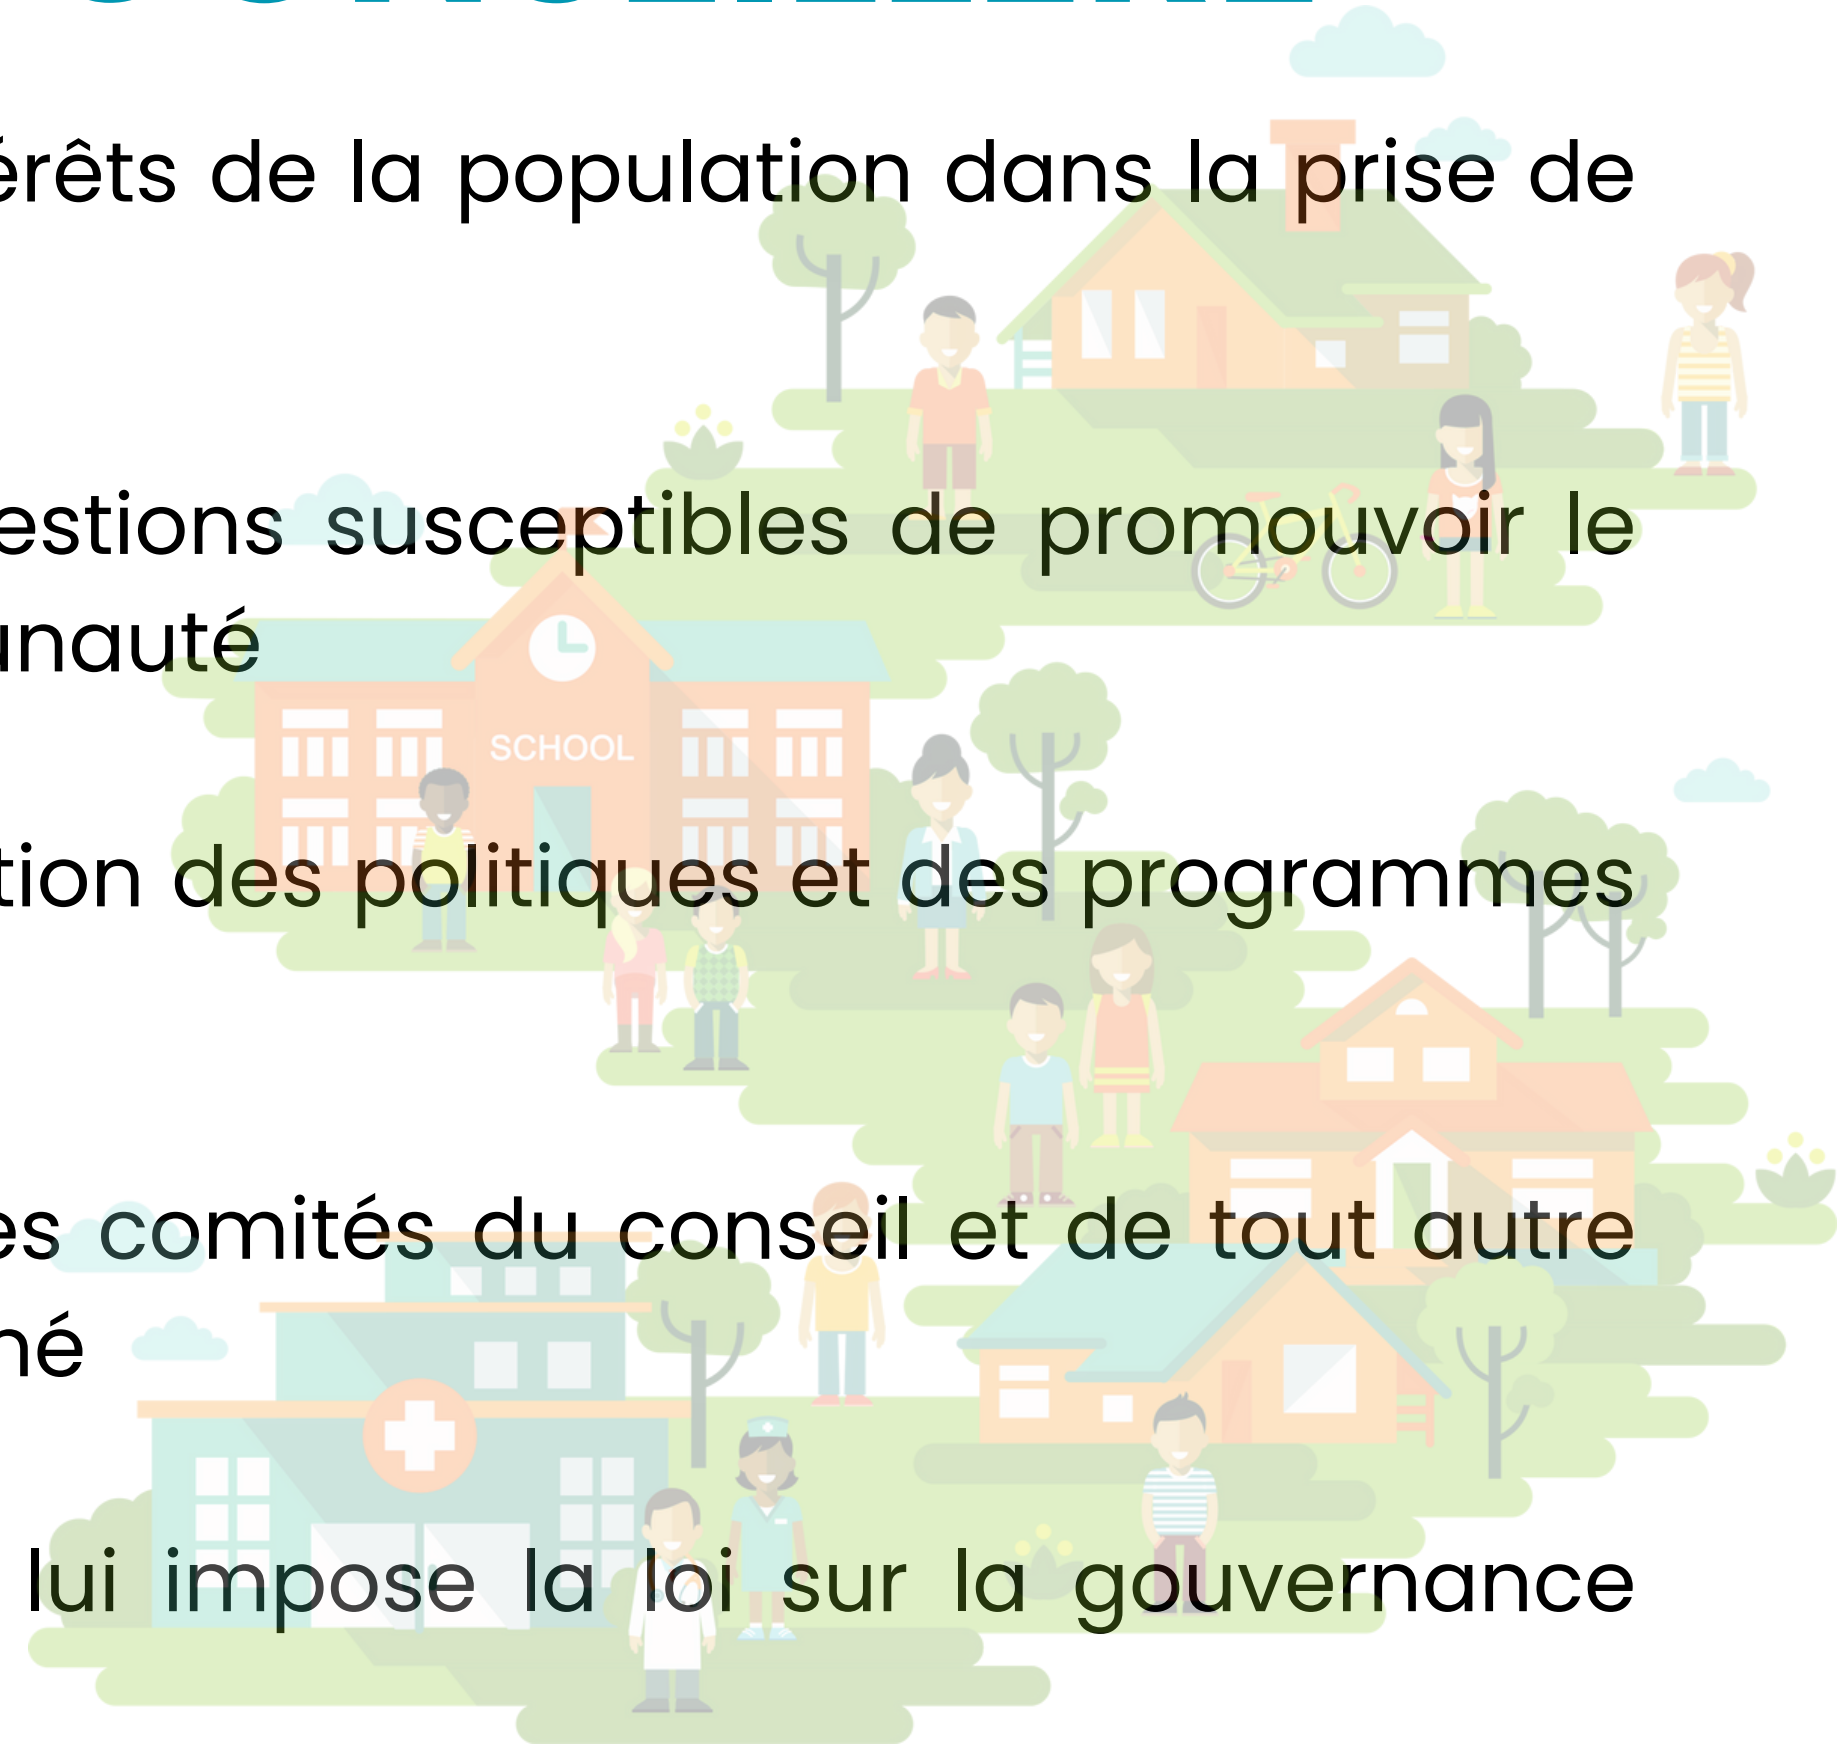 érêts de la population dans la prise de
estions susceptibles de promouvoir le
unauté
SCHOOL
tion des politiques et des programmes
es comités du conseil et de tout autre
né
lui impose la loi sur la gouvernance